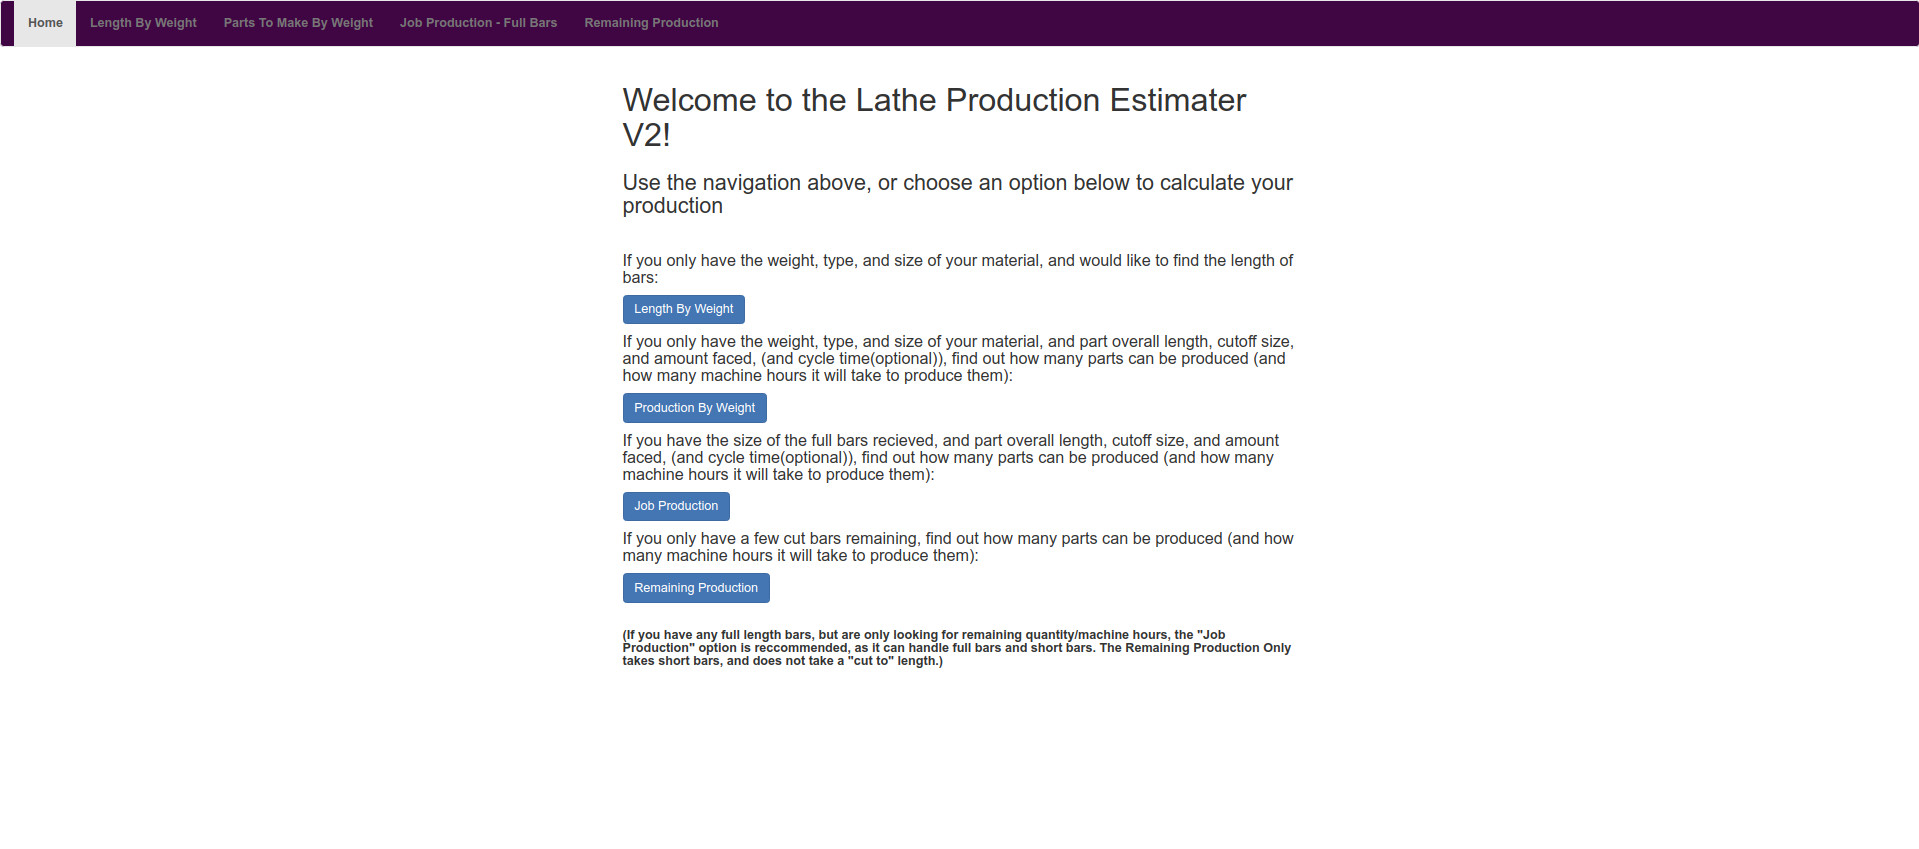 Home Length By Weight Parts To Make By Weight Job Production - Full Bars Remaining Production
Welcome to the Lathe Production Estimater
V2!
Use the navigation above, or choose an option below to calculate your
production
If you only have the weight, type, and size of your material, and would like to find the length of
bars:
Length By Weight
If you only have the weight, type, and size of your material, and part overall length, cutoff size,
and amount faced, (and cycle time(optional)), find out how many parts can be produced (and
how many machine hours it will take to produce them):
Production By Weight
If you have the size of the full bars recieved, and part overall length, cutoff size, and amount
faced, (and cycle time(optional)), find out how many parts can be produced (and how many
machine hours it will take to produce them):
Job Production
If you only have a few cut bars remaining, find out how many parts can be produced (and how
many machine hours it will take to produce them):
Remaining Production
(If you have any full length bars, but are only looking for remaining quantity/machine hours, the "Job
Production" option is reccommended, as it can handle full bars and short bars. The Remaining Production Only
takes short bars, and does not take a "cut to" length.)